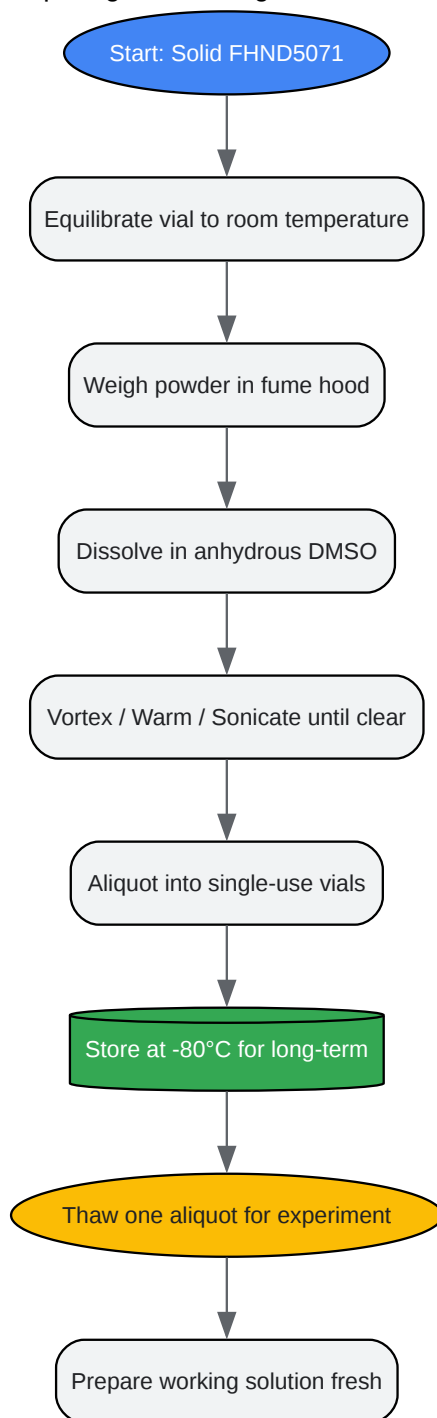 Start: Solid FHND5071
Equilibrate vial to room temperature
Weigh powder in fume hood
Dissolve in anhydrous DMSO
Vortex / Warm / Sonicate until clear
Aliquot into single-use vials
Store at -80°C for long-term
Thaw one aliquot for experiment
Prepare working solution fresh